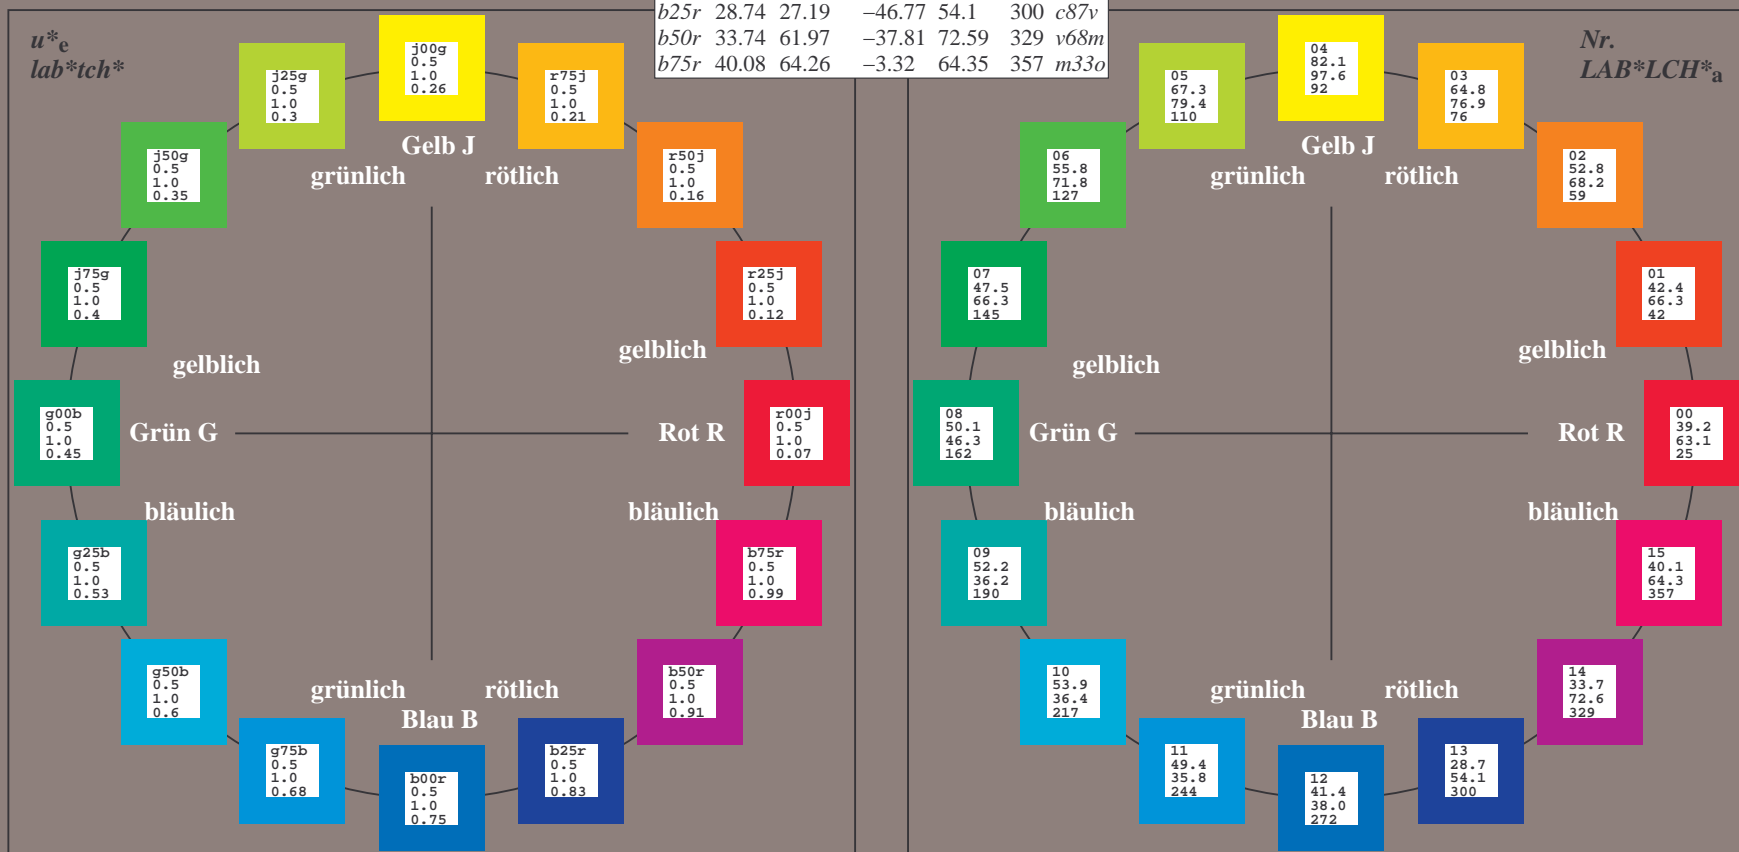 b25r 28.74 27.19 −46.77 54.1 300 c87v
b50r 33.74 61.97 −37.81 72.59 329 v68m
b75r 40.08 64.26 −3.32 64.35 357 m33o
u*e
lab*tch*
j00g
0.5
1.0
0.26
j25g
0.5
1.0
0.3
r75j
0.5
1.0
0.21
Gelb J
grünlich rötlich
j50g
0.5
1.0
0.35
r50j
0.5
1.0
0.16
j75g
0.5
1.0
0.4
r25j
0.5
1.0
0.12
gelblich
gelblich
g00b
0.5
1.0
0.45
Grün G
Rot R
r00j
0.5
1.0
0.07
bläulich
bläulich
g25b
0.5
1.0
0.53
b75r
0.5
1.0
0.99
g50b
0.5
1.0
0.6
b50r
0.5
1.0
0.91
grünlich rötlich
Blau B
g75b
0.5
1.0
0.68
b00r
0.5
1.0
0.75
b25r
0.5
1.0
0.83
Nr.
LAB*LCH*a
04
82.1
97.6
92
05
67.3
79.4
110
03
64.8
76.9
76
Gelb J
grünlich rötlich
06
55.8
71.8
127
02
52.8
68.2
59
07
47.5
66.3
145
01
42.4
66.3
42
gelblich
gelblich
08
50.1
46.3
162
Grün G
Rot R
00
39.2
63.1
25
bläulich
bläulich
09
52.2
36.2
190
15
40.1
64.3
357
10
53.9
36.4
217
14
33.7
72.6
329
grünlich rötlich
Blau B
11
49.4
35.8
244
12
41.4
38.0
272
13
28.7
54.1
300